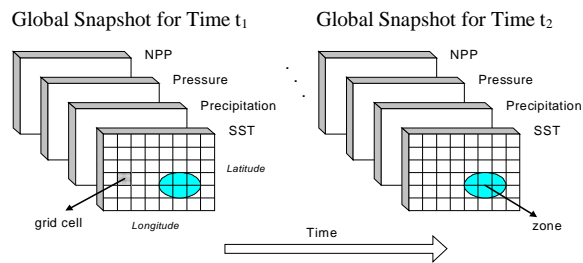 Global Snapshot for Time t1
Global Snapshot for Time t2
NPP
Pressure
Precipitation
SST
Latitude
Longitude
grid cell
NPP
Pressure
Precipitation
SST
zone
Time